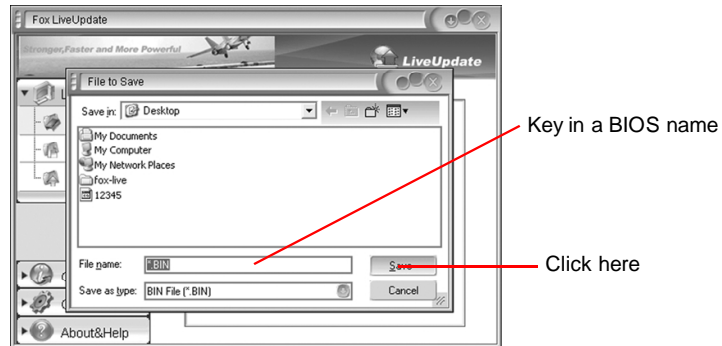 Fox LiveUpdate
Stronger,Faster and More Powerful
LiveUpdate
File to Save
Save in: Desktop
My Documents
My Computer
My Network Places
fox-live
12345
File name: *.BIN
Save
Save as type: BIN File (*.BIN)
Cancel
About&Help
Key in a BIOS name
Click here